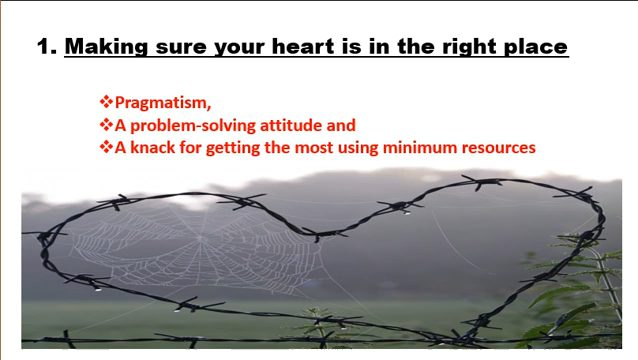 1. Making sure your heart is in the right place
❖Pragmatism,
❖A problem-solving attitude and
❖A knack for getting the most using minimum resources